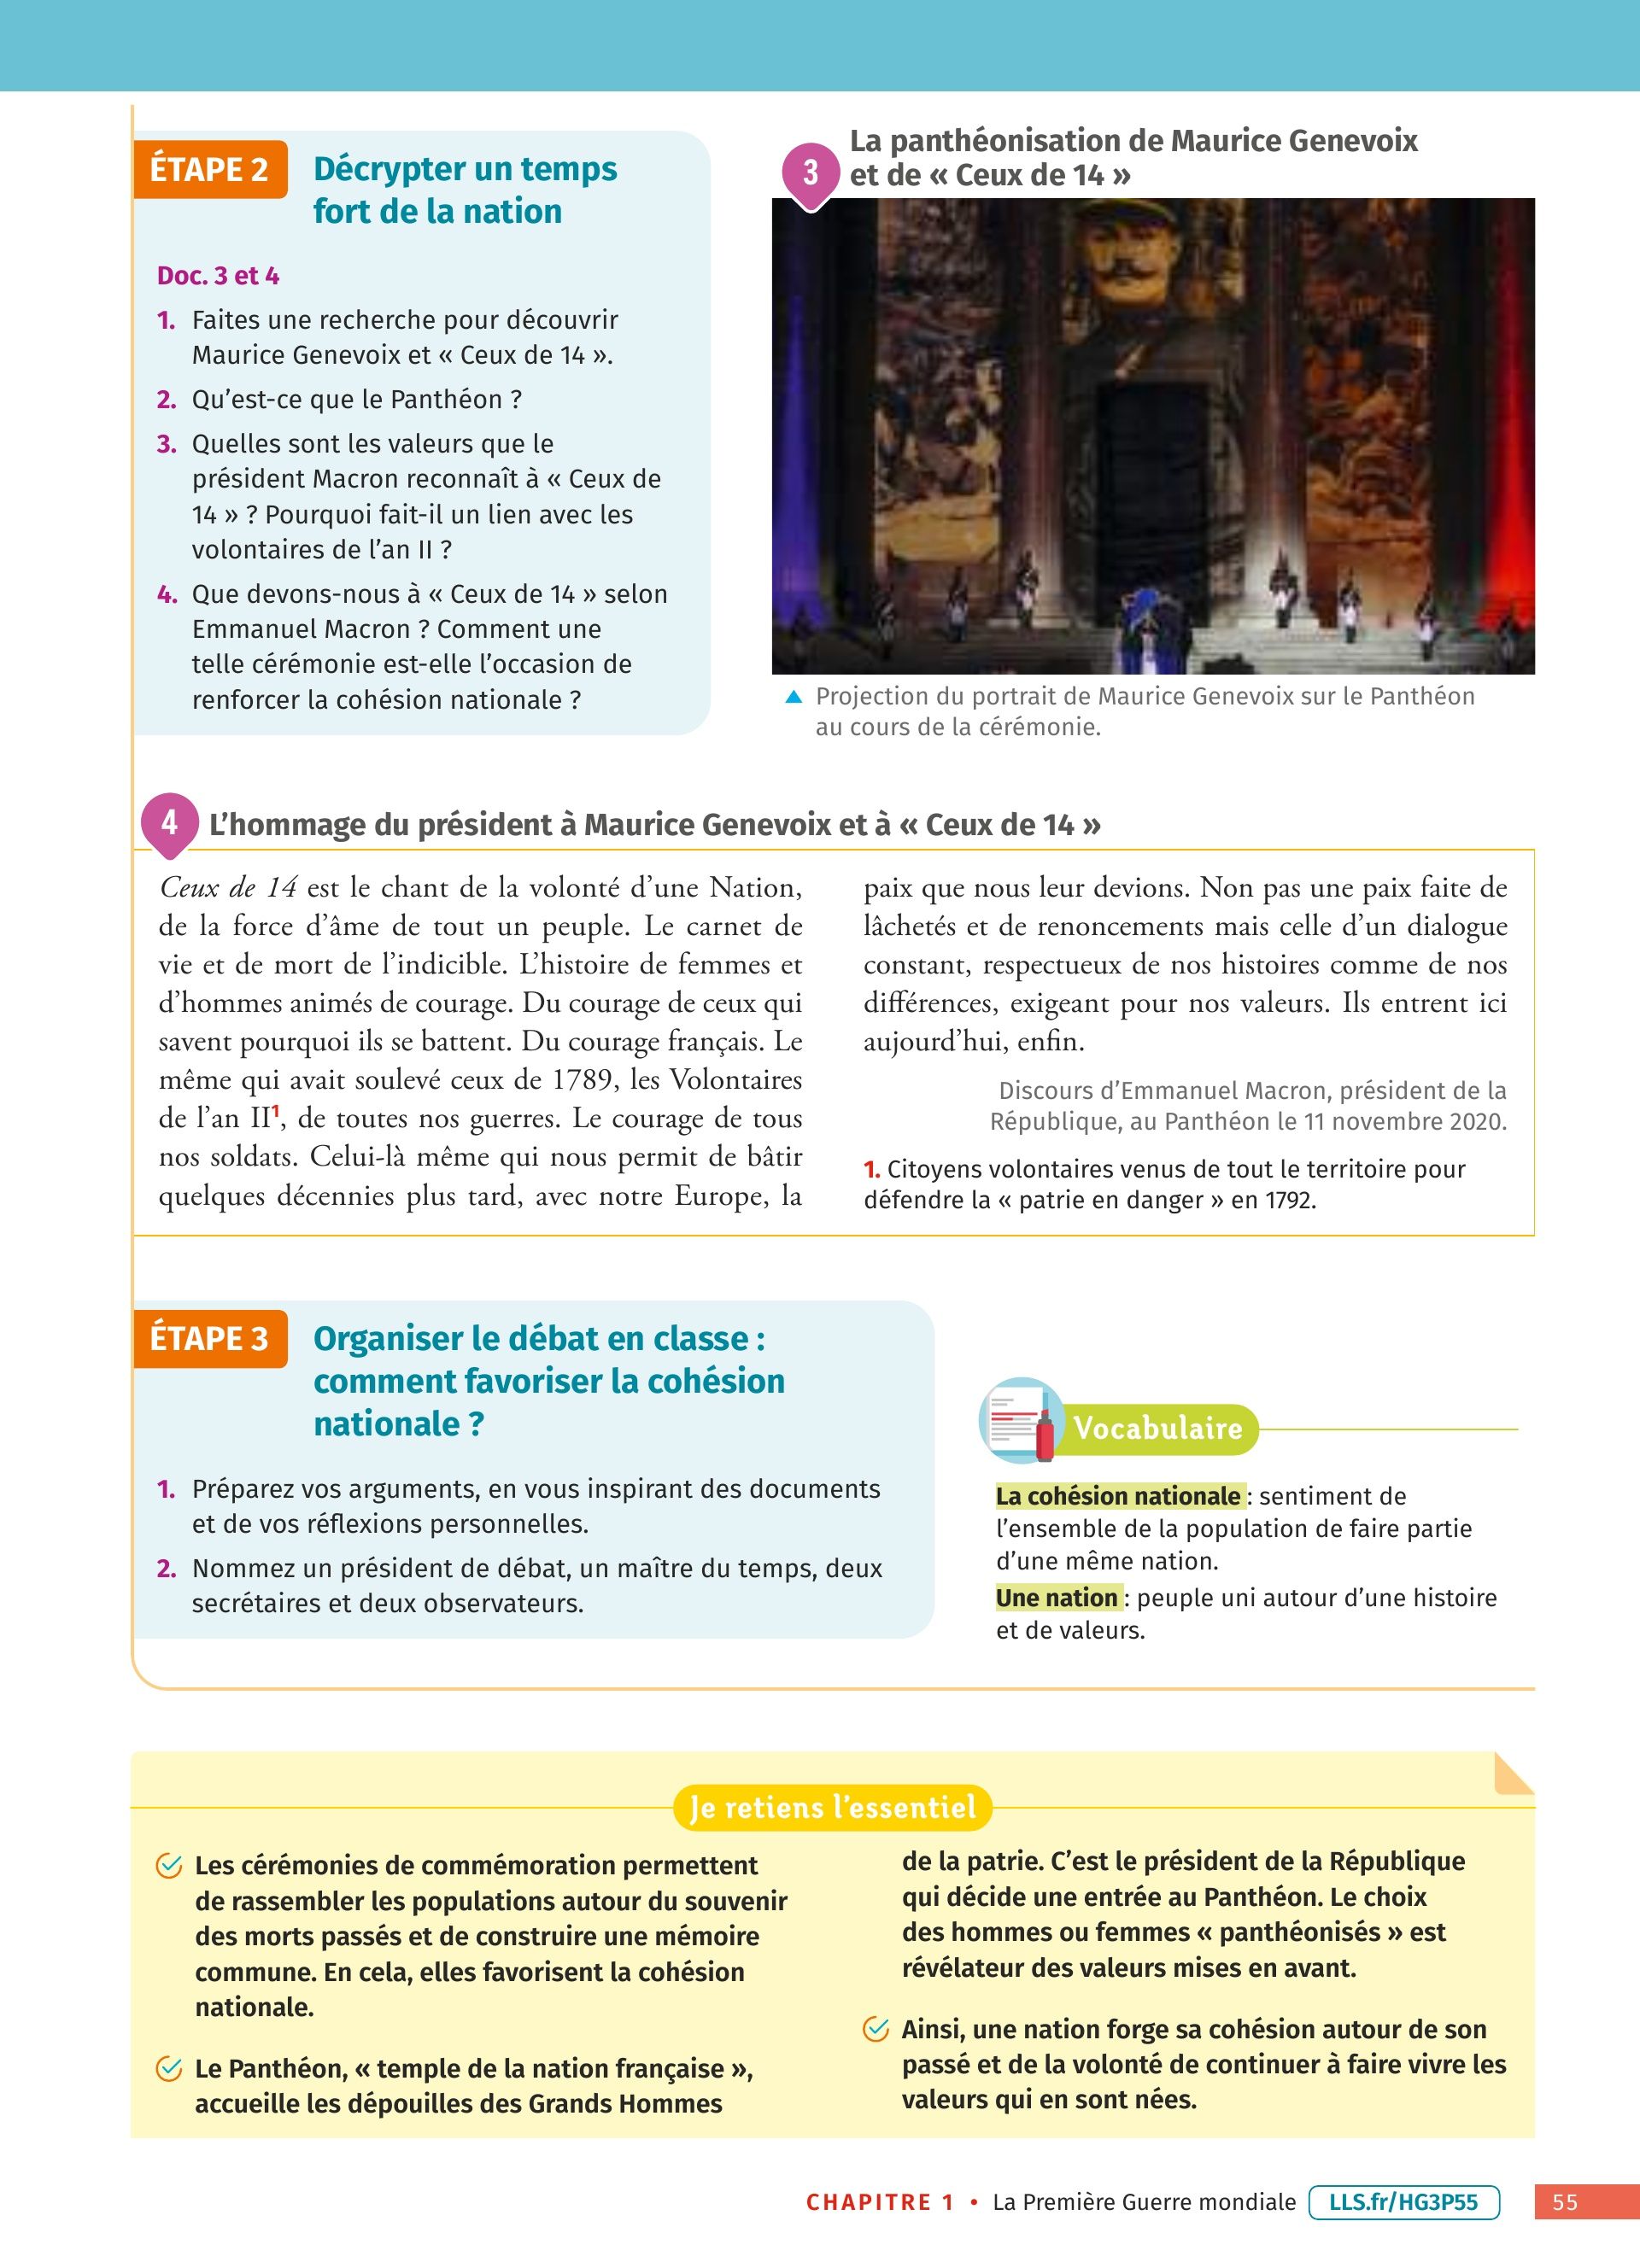 ÉTAPE 2
Décrypter un temps
fort de la nation
Doc. 3 et 4
1. Faites une recherche pour découvrir
Maurice Genevoix et « Ceux de 14 ».
2. Qu’est-ce que le Panthéon ?
3. Quelles sont les valeurs que le
président Macron reconnaît à « Ceux de
14 » ? Pourquoi fait-il un lien avec les
volontaires de l’an II ?
4. Que devons-nous à « Ceux de 14 » selon
Emmanuel Macron ? Comment une
telle cérémonie est-elle l’occasion de
renforcer la cohésion nationale ?
3
La panthéonisation de Maurice Genevoix
et de « Ceux de 14 »
Projection du portrait de Maurice Genevoix sur le Panthéon
au cours de la cérémonie.
4 L’hommage du président à Maurice Genevoix et à « Ceux de 14 »
Ceux de 14 est le chant de la volonté d’une Nation,
de la force d’âme de tout un peuple. Le carnet de
vie et de mort de l’indicible. L’histoire de femmes et
d’hommes animés de courage. Du courage de ceux qui
savent pourquoi ils se battent. Du courage français. Le
même qui avait soulevé ceux de 1789, les Volontaires
de l’an II1, de toutes nos guerres. Le courage de tous
nos soldats. Celui-là même qui nous permit de bâtir
quelques décennies plus tard, avec notre Europe, la
paix que nous leur devions. Non pas une paix faite de
lâchetés et de renoncements mais celle d’un dialogue
constant, respectueux de nos histoires comme de nos
différences, exigeant pour nos valeurs. Ils entrent ici
aujourd’hui, enfin.
Discours d’Emmanuel Macron, président de la
République, au Panthéon le 11 novembre 2020.
1. Citoyens volontaires venus de tout le territoire pour
défendre la « patrie en danger » en 1792.
ÉTAPE 3
Organiser le débat en classe :
comment favoriser la cohésion
nationale ?
1. Préparez vos arguments, en vous inspirant des documents
et de vos réflexions personnelles.
2. Nommez un président de débat, un maître du temps, deux
secrétaires et deux observateurs.
Vocabulaire
La cohésion nationale : sentiment de
l’ensemble de la population de faire partie
d’une même nation.
Une nation : peuple uni autour d’une histoire
et de valeurs.
Je retiens l’essentiel
Les cérémonies de commémoration permettent
de rassembler les populations autour du souvenir
des morts passés et de construire une mémoire
commune. En cela, elles favorisent la cohésion
nationale.
Le Panthéon, « temple de la nation française »,
accueille les dépouilles des Grands Hommes
de la patrie. C’est le président de la République
qui décide une entrée au Panthéon. Le choix
des hommes ou femmes « panthéonisés » est
révélateur des valeurs mises en avant.
Ainsi, une nation forge sa cohésion autour de son
passé et de la volonté de continuer à faire vivre les
valeurs qui en sont nées.
CHAPITRE 1 • La Première Guerre mondiale LLS.fr/HG3P55 55